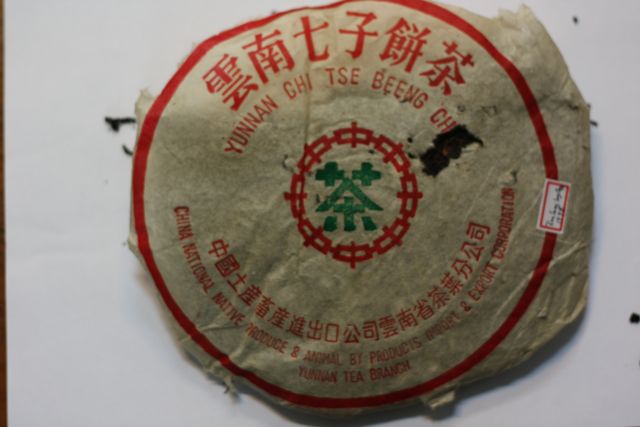 雲南七子餅茶
YUNNAN CHI TSE BEENG CH
茶
中國土產畜產進出口公司雲南省茶葉分公司
CHINA NATIONAL NATIVE PRODUCE & ANIMAL BY PRODUCTS IMPORT & EXPORT CORPORATION
YUNNAN TEA BRANCH